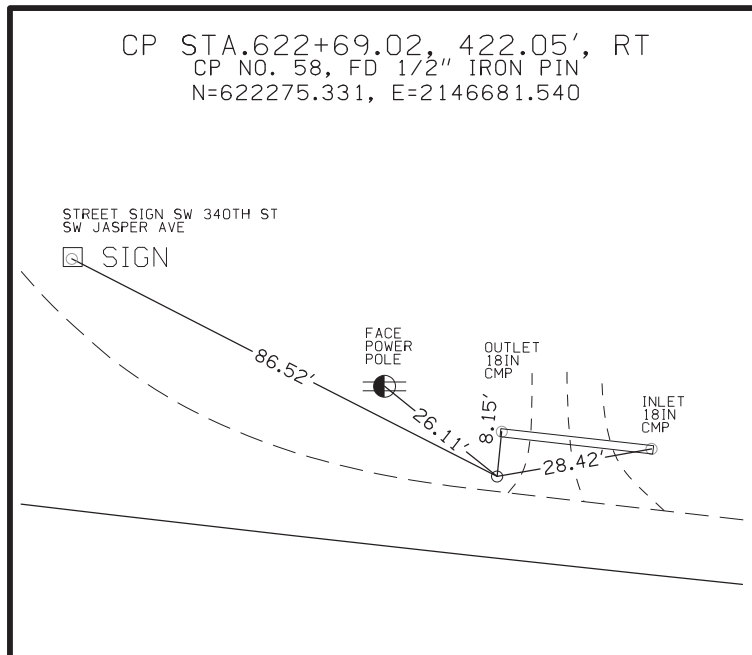 CP STA.622+69.02, 422.05', RT
CP NO. 58, FD 1/2" IRON PIN
N=622275.331, E=2146681.540
STREET SIGN SW 340TH ST
SW JASPER AVE
SIGN
86.52'
FACE
POWER
POLE
26.11'
OUTLET
18IN
CMP
8.15'
28.42'
INLET
18IN
CMP